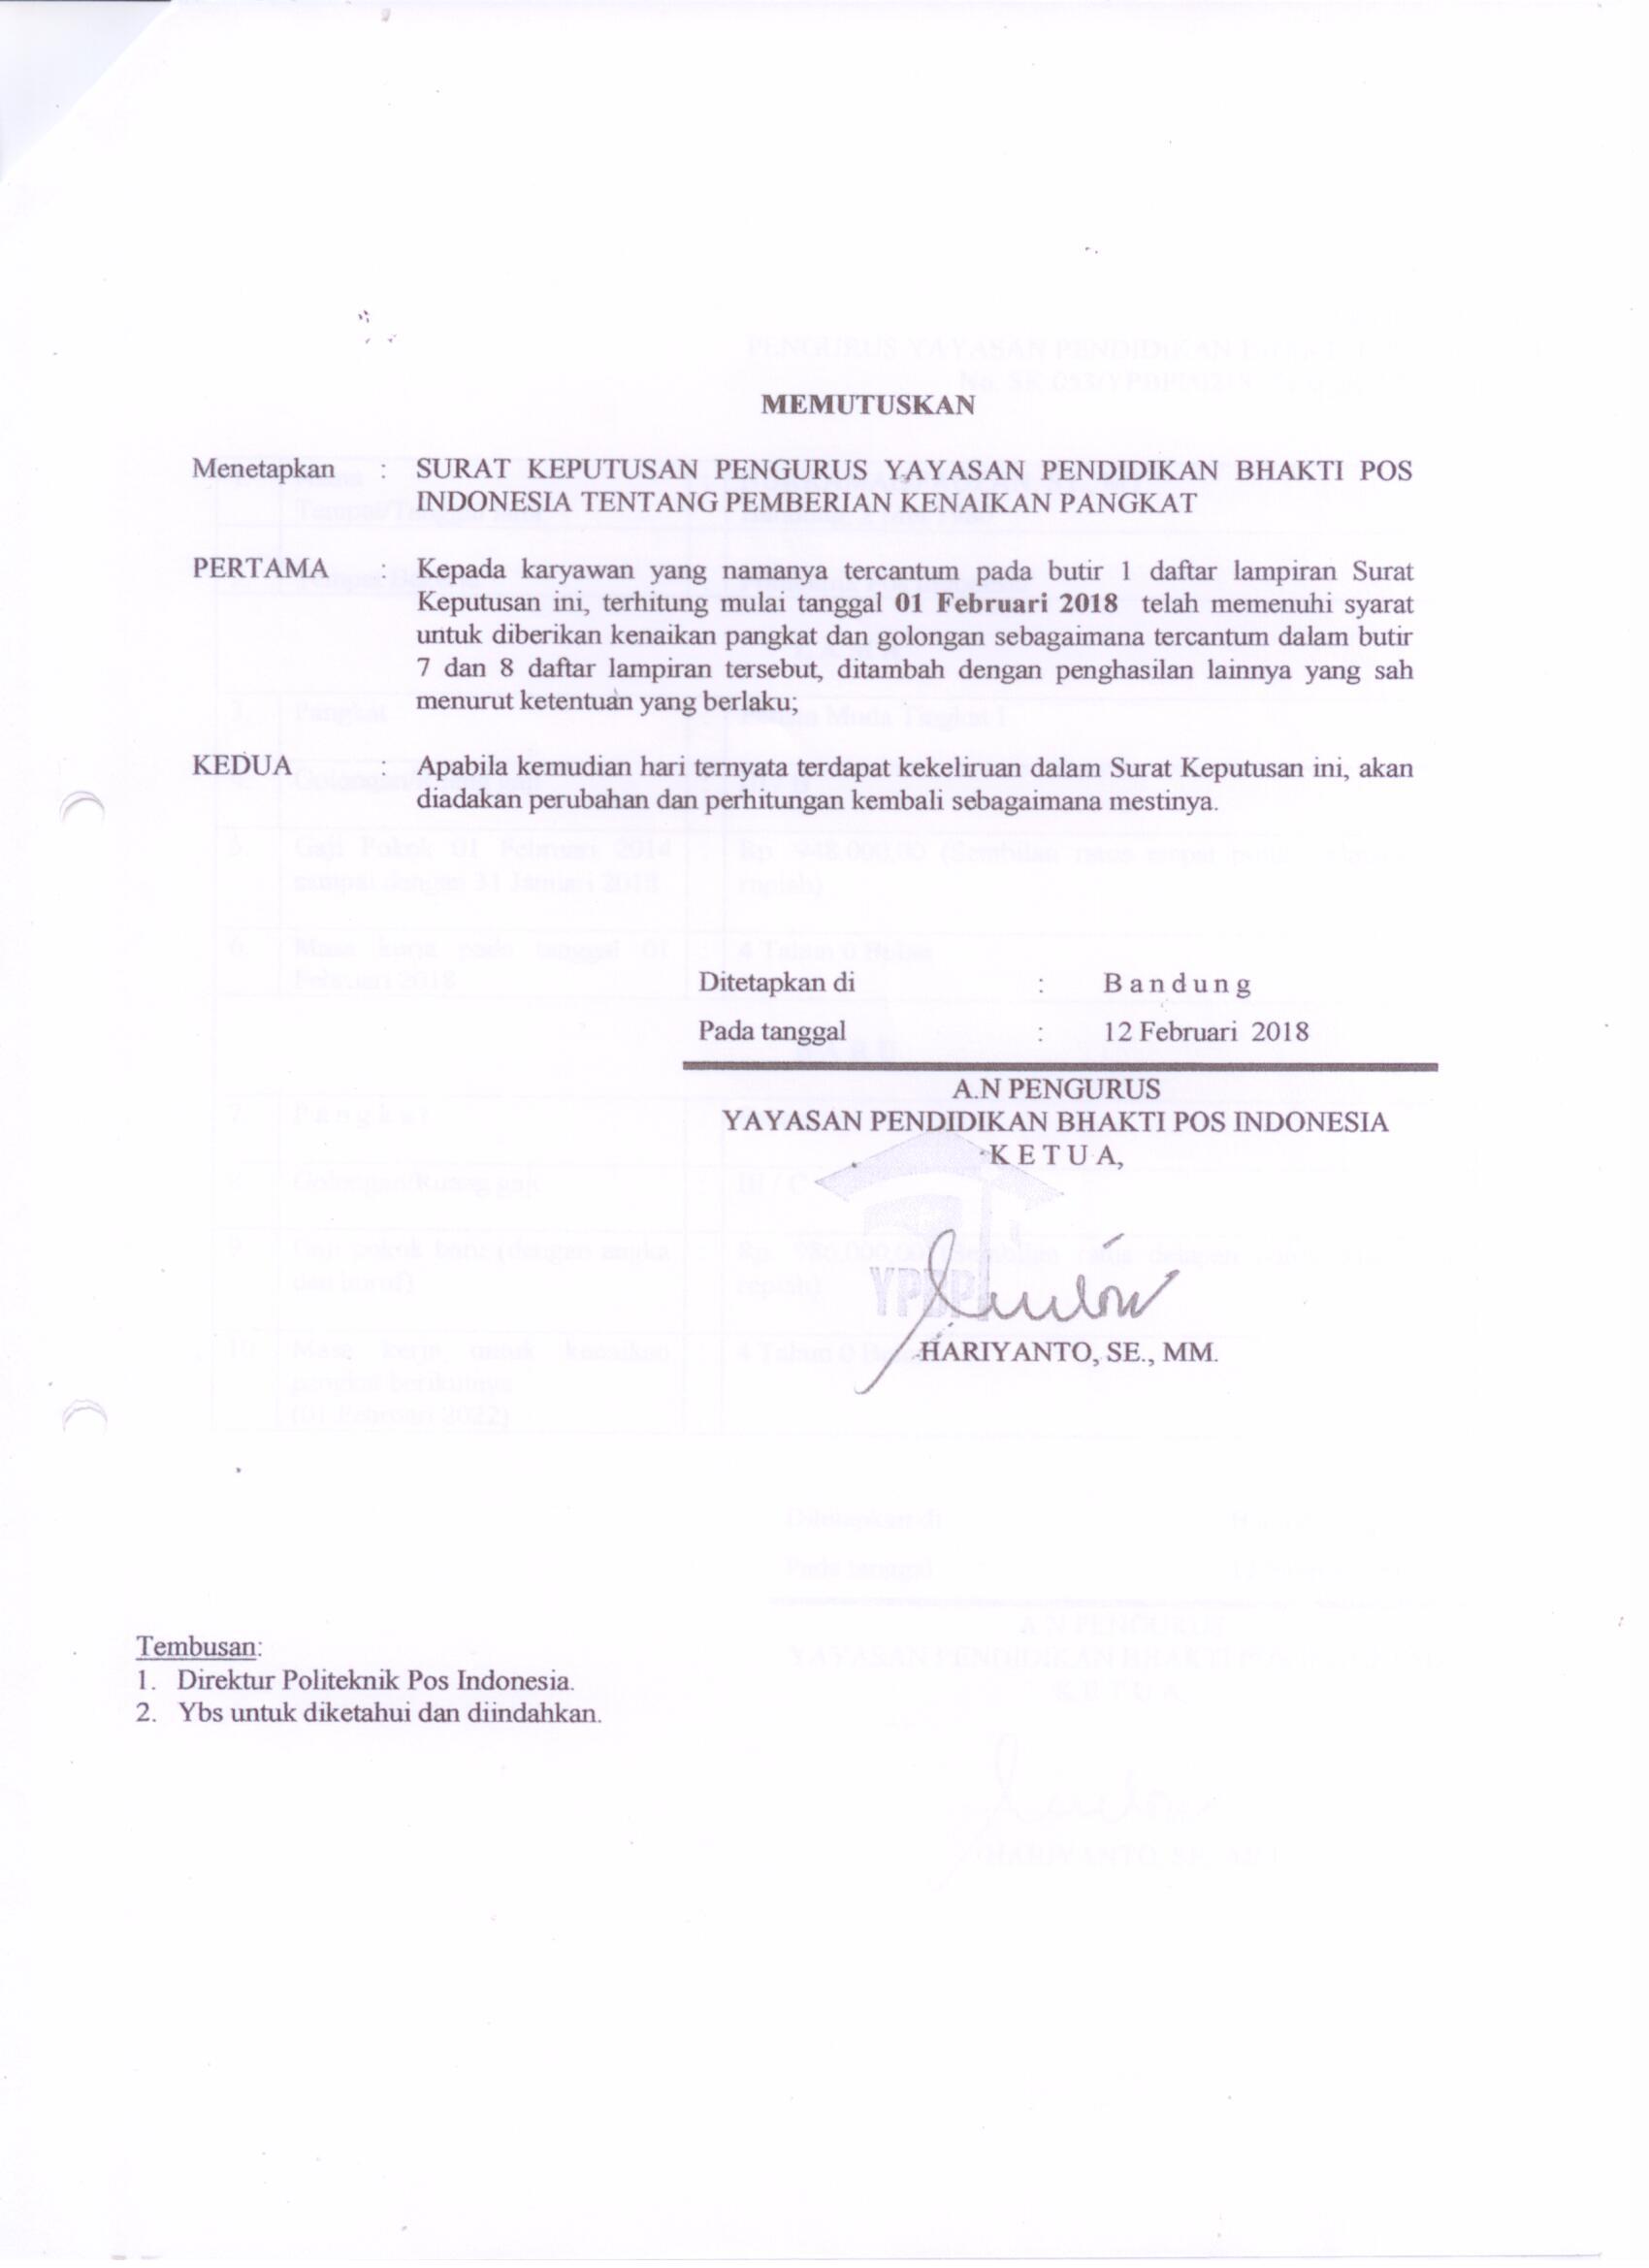 MEMUTUSKAN
Menetapkan : SURAT KEPUTUSAN PENGURUS YAYASAN PENDIDIKAN BHAKTI POS
INDONESIA TENTANG PEMBERIAN KENAIKAN PANGKAT
PERTAMA : Kepada karyawan yang namanya tercantum pada butir 1 daftar lampiran Surat
Keputusan ini, terhitung mulai tanggal 01 Februari 2018 telah memenuhi syarat
untuk diberikan kenaikan pangkat dan golongan sebagaimana tercantum dalam butir
7 dan 8 daftar lampiran tersebut, ditambah dengan penghasilan lainnya yang sah
menurut ketentuan yang berlaku;
KEDUA : Apabila kemudian hari ternyata terdapat kekeliruan dalam Surat Keputusan ini, akan
diadakan perubahan dan perhitungan kembali sebagaimana mestinya.
Ditetapkan di : B a n d u n g
Pada tanggal : 12 Februari 2018
A.N PENGURUS
YAYASAN PENDIDIKAN BHAKTI POS INDONESIA
K E T U A,
YPBPI
HARIYANTO, SE., MM.
Tembusan:
1. Direktur Politeknik Pos Indonesia.
2. Ybs untuk diketahui dan diindahkan.